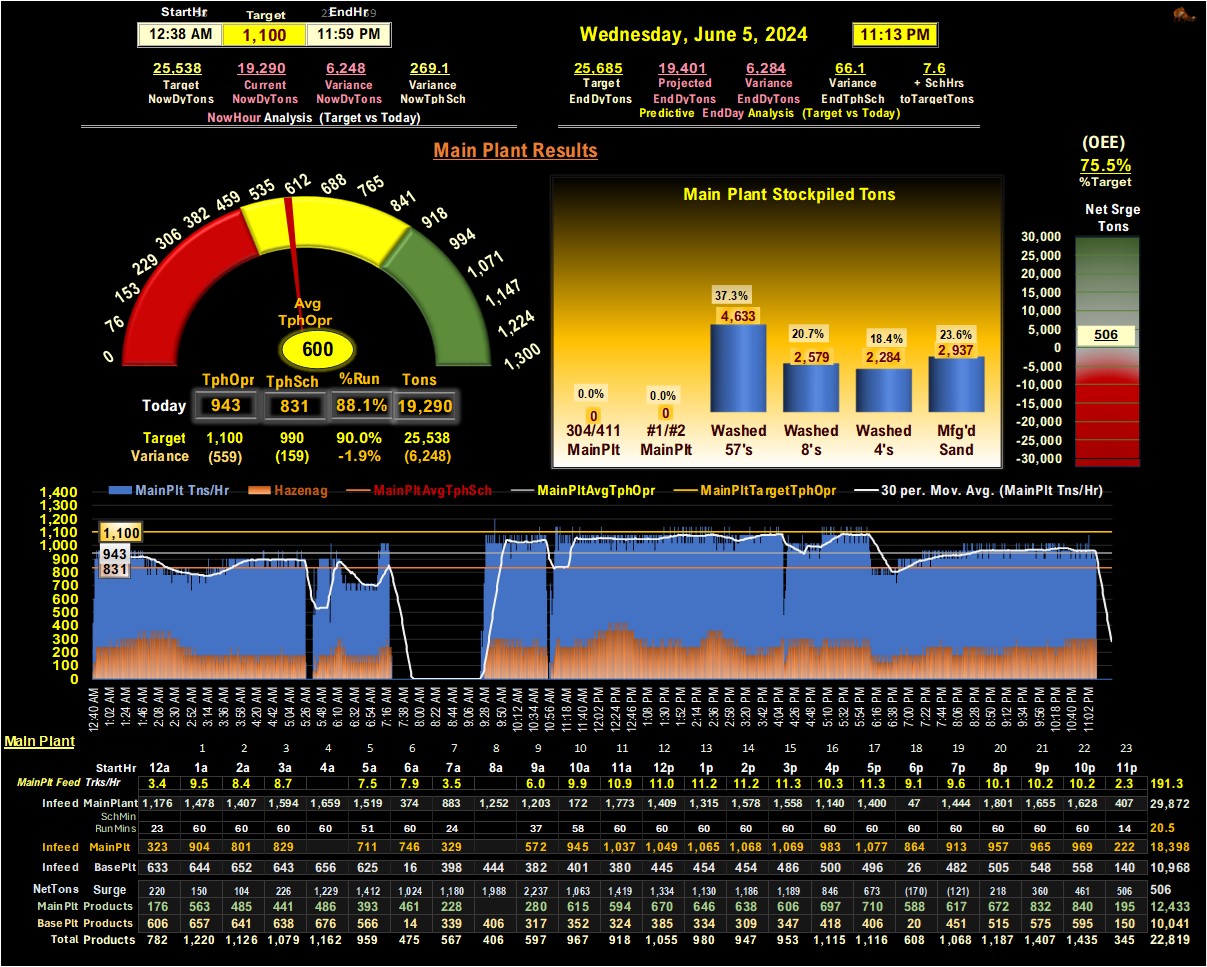 StartHr Target EndHr
12:38 AM 1,100 11:59 PM
Wednesday, June 5, 2024 11:13 PM
25,538 19,290 6,248 269.1
Target Current Variance Variance
NowDyTons NowDyTons NowDyTons NowTphSch
NowHour Analysis (Target vs Today)
25,685 19,401 6,284 66.1 7.6
Target Projected Variance Variance + SchHrs
EndDyTons EndDyTons EndDyTons EndTphSch toTargetTons
Predictive EndDay Analysis (Target vs Today)
Main Plant Results
(OEE)
75.5%
%Target
0 76 153 229 306 382 459 535 612 688 765 841 918 994 1,071 1,147 1,224 1,300
Avg
TphOpr
600
TphOpr TphSch %Run Tons
Today 943 831 88.1% 19,290
Target 1,100 990 90.0% 25,538
Variance (559) (159) -1.9% (6,248)
Main Plant Stockpiled Tons
0.0% 0.0% 37.3% 20.7% 18.4% 23.6%
0 0 4,633 2,579 2,284 2,937
304/411 #1/#2 Washed Washed Washed Mfg'd
MainPlt MainPlt 57's 8's 4's Sand
Net Srge
Tons
30,000
25,000
20,000
15,000
10,000
5,000
0
-5,000
-10,000
-15,000
-20,000
-25,000
-30,000
506
MainPlt Tns/Hr Hazenag MainPltAvgTphSch MainPltAvgTphOpr MainPltTargetTphOpr 30 per. Mov. Avg. (MainPlt Tns/Hr)
1,400
1,300
1,200
1,100
1,000
900
800
700
600
500
400
300
200
100
0
1,100
943
831
12:40 AM 1:02 AM 1:24 AM 1:46 AM 2:08 AM 2:30 AM 2:52 AM 3:14 AM 3:36 AM 3:58 AM 4:20 AM 4:42 AM 5:04 AM 5:26 AM 5:48 AM 6:10 AM 6:32 AM 6:54 AM 7:16 AM 7:38 AM 8:00 AM 8:22 AM 8:44 AM 9:06 AM 9:28 AM 9:50 AM 10:12 AM 10:34 AM 10:56 AM 11:18 AM 11:40 AM 12:02 PM 12:24 PM 12:46 PM 1:08 PM 1:30 PM 1:52 PM 2:14 PM 2:36 PM 2:58 PM 3:20 PM 3:42 PM 4:04 PM 4:26 PM 4:48 PM 5:10 PM 5:32 PM 5:54 PM 6:16 PM 6:38 PM 7:00 PM 7:22 PM 7:44 PM 8:06 PM 8:28 PM 8:50 PM 9:12 PM 9:34 PM 9:56 PM 10:18 PM 10:40 PM 11:02 PM
Main Plant
1 2 3 4 5 6 7 8 9 10 11 12 13 14 15 16 17 18 19 20 21 22 23
StartHr 12a 1a 2a 3a 4a 5a 6a 7a 8a 9a 10a 11a 12p 1p 2p 3p 4p 5p 6p 7p 8p 9p 10p 11p
MainPlt Feed Trks/Hr 3.4 9.5 8.4 8.7 7.5 7.9 3.5 6.0 9.9 10.9 11.0 11.2 11.2 11.3 10.3 11.3 9.1 9.6 10.1 10.2 10.2 2.3 191.3
Infeed MainPlant 1,176 1,478 1,407 1,594 1,659 1,519 374 883 1,252 1,203 172 1,773 1,409 1,315 1,578 1,558 1,140 1,400 47 1,444 1,801 1,655 1,628 407 29,872
SchMin
RunMins 23 60 60 60 60 51 60 24 37 58 60 60 60 60 60 60 60 60 60 60 60 60 14 20.5
Infeed MainPlt 323 904 801 829 711 746 329 572 945 1,037 1,049 1,065 1,068 1,069 983 1,077 864 913 957 965 969 222 18,398
Infeed BasePlt 633 644 652 643 656 625 16 398 444 382 401 380 445 454 454 486 500 496 26 482 505 548 558 140 10,968
NetTons Surge 220 150 104 226 1,229 1,412 1,024 1,180 1,988 2,237 1,063 1,419 1,334 1,130 1,186 1,189 846 673 (170) (121) 218 360 461 506 506
MainPlt Products 176 563 485 441 486 393 461 228 280 615 594 670 646 638 606 697 710 588 617 672 832 840 195 12,433
BasePlt Products 606 657 641 638 676 566 14 339 406 317 352 324 385 334 309 347 418 406 20 451 515 575 595 150 10,041
Total Products 782 1,220 1,126 1,079 1,162 959 475 567 406 597 967 918 1,055 980 947 953 1,115 1,116 608 1,068 1,187 1,407 1,435 345 22,819